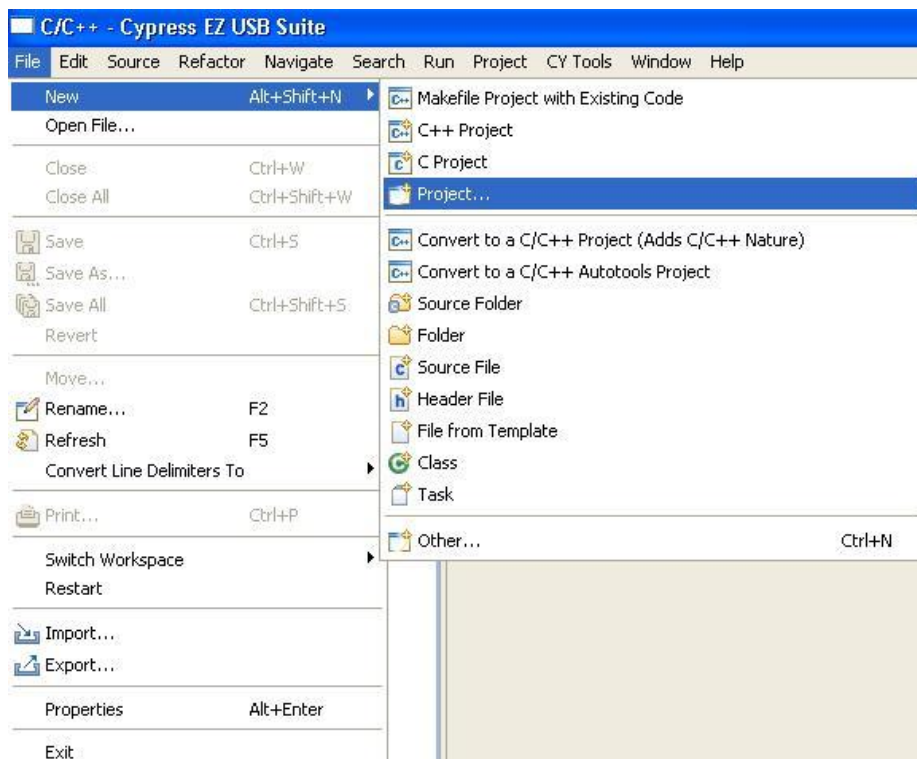 C/C++ - Cypress EZ USB Suite
File Edit Source Refactor Navigate Search Run Project CY Tools Window Help
New Alt+Shift+N
Open File...
Close Ctrl+W
Close All Ctrl+Shift+W
Save Ctrl+S
Save As...
Save All Ctrl+Shift+S
Revert
Move...
Rename... F2
Refresh F5
Convert Line Delimiters To
Print... Ctrl+P
Switch Workspace
Restart
Import...
Export...
Properties Alt+Enter
Exit
Makefile Project with Existing Code
C++ Project
C Project
Project...
Convert to a C/C++ Project (Adds C/C++ Nature)
Convert to a C/C++ Autotools Project
Source Folder
Folder
Source File
Header File
File from Template
Class
Task
Other... Ctrl+N